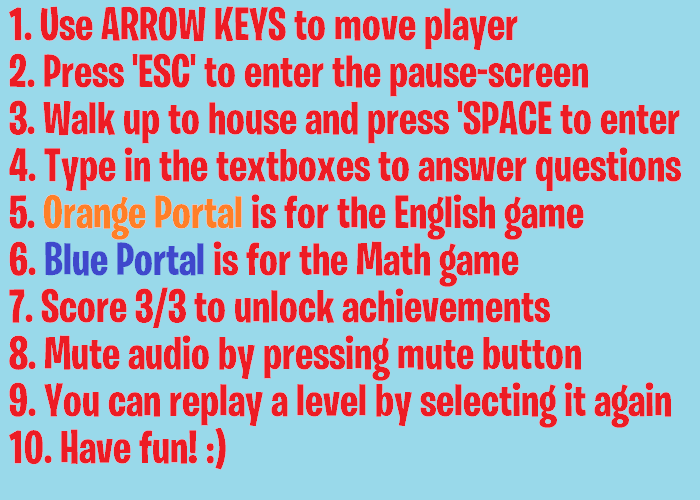 1. Use ARROW KEYS to move player
2. Press 'ESC' to enter the pause-screen
3. Walk up to house and press 'SPACE to enter
4. Type in the textboxes to answer questions
5. Orange Portal is for the English game
6. Blue Portal is for the Math game
7. Score 3/3 to unlock achievements
8. Mute audio by pressing mute button
9. You can replay a level by selecting it again
10. Have fun! :)